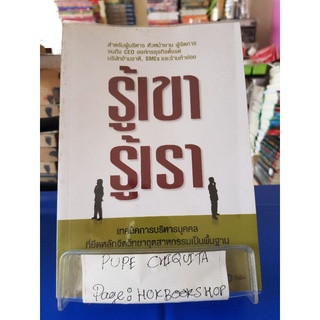 สำหรับผู้บริหาร หัวหน้างาน ผู้จัดการ
จนถึง CEO องค์กรธุรกิจตั้งแต่
บริษัทข้ามชาติ, SMEs และร้านค้าย่อย
รู้เขา
รู้เรา
เทคนิคการบริหารบุคคล
ที่ยึดหลักจิตวิทยาอุตสาหกรรมเป็นพื้นฐาน
PUPE CHIQUITA
Page: HOKBOOKSHOP